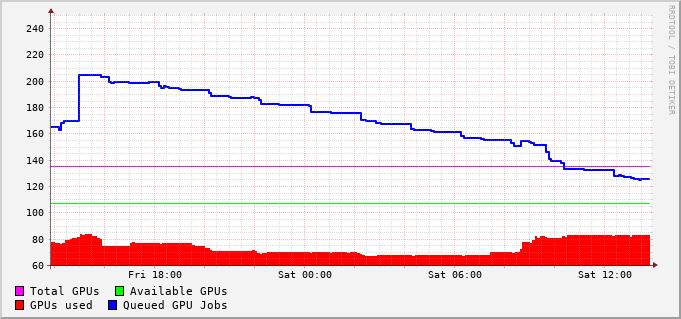 RRDTOOL / TOBI OETIKER
240
220
200
180
160
140
120
100
80
60
Fri 18:00 Sat 00:00 Sat 06:00 Sat 12:00
Total GPUs Available GPUs
GPUs used Queued GPU Jobs